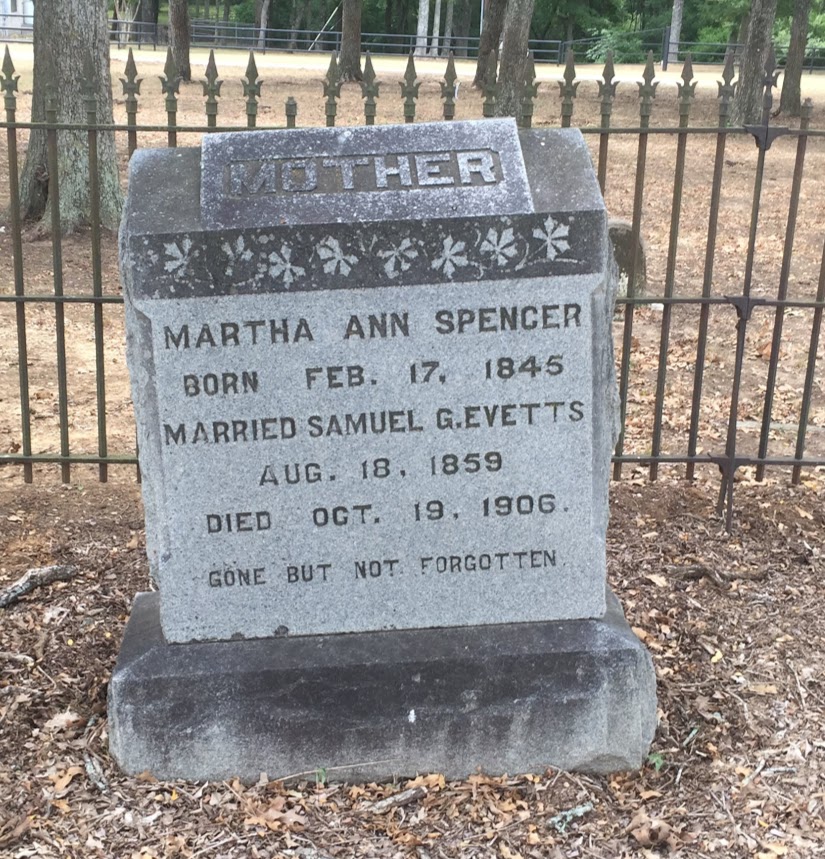 MOTHER
MARTHA ANN SPENCER
BORN FEB. 17, 1845
MARRIED SAMUEL G. EVETTS
AUG. 18, 1859
DIED OCT. 19, 1906.
GONE BUT NOT FORGOTTEN.